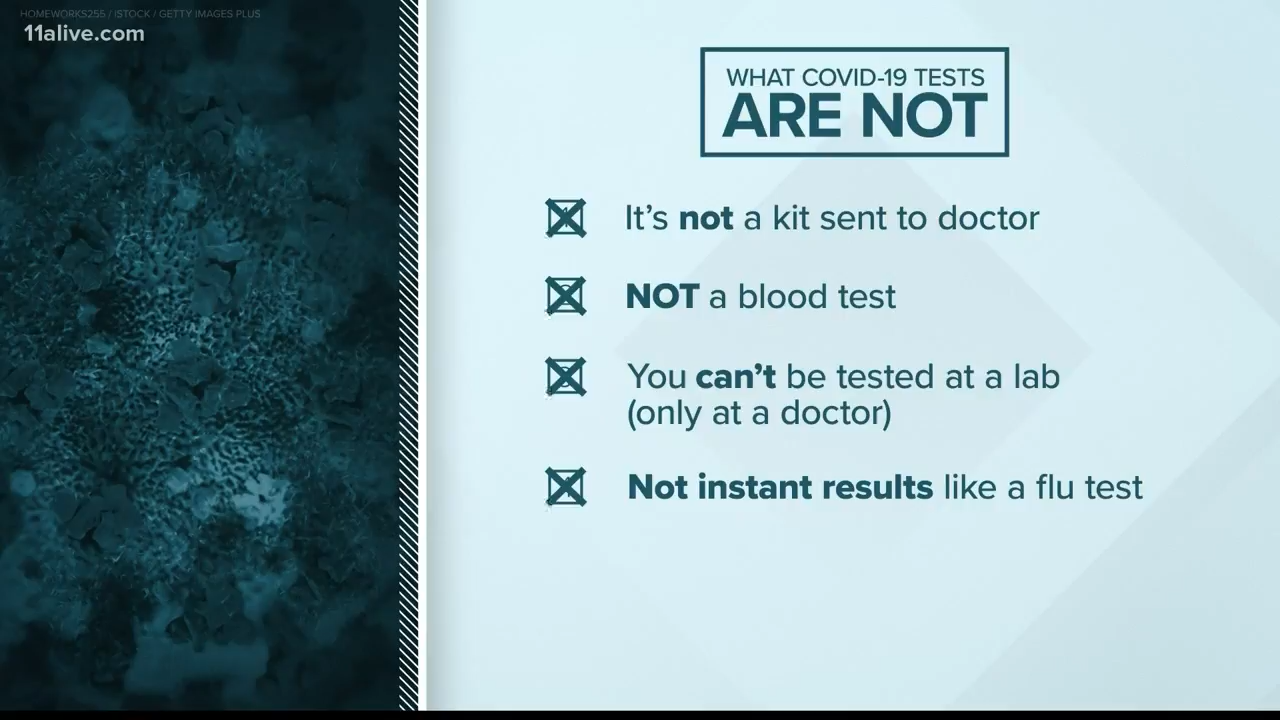 HOMEWORKS255 / ISTOCK / GETTY IMAGES PLUS
11alive.com
WHAT COVID-19 TESTS
ARE NOT
It's not a kit sent to doctor
NOT a blood test
You can't be tested at a lab
(only at a doctor)
Not instant results like a flu test